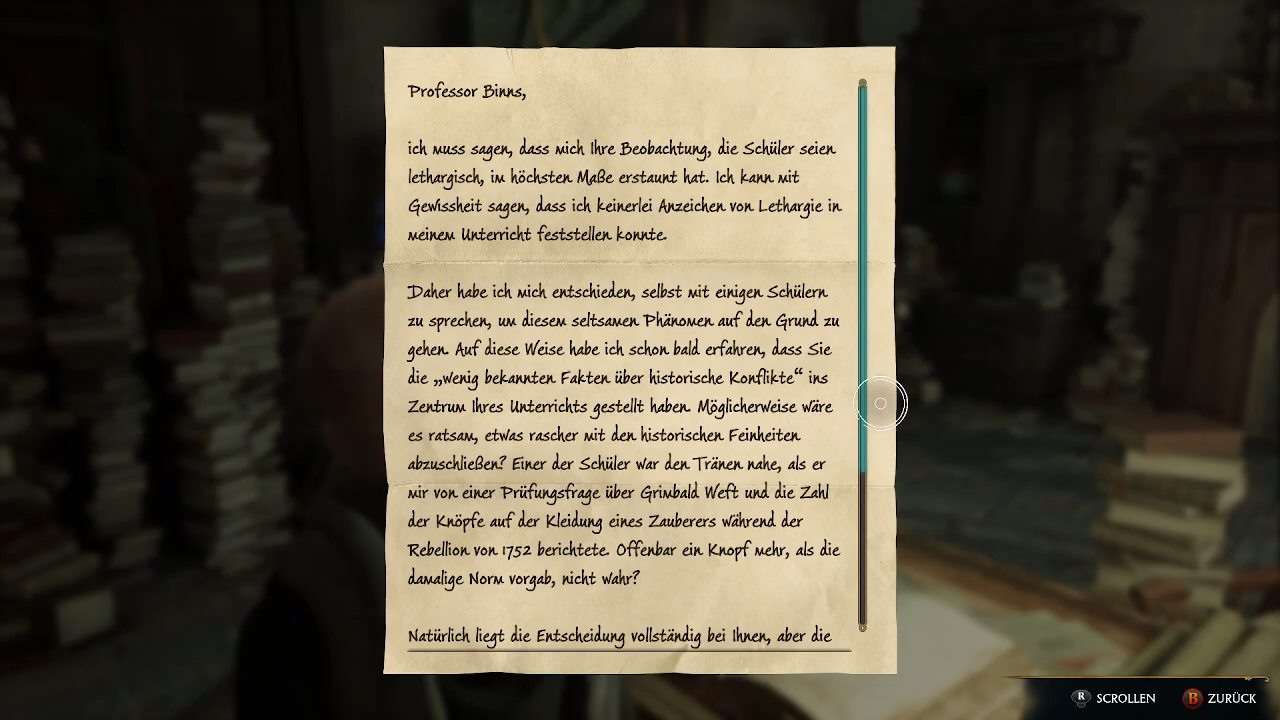 Professor Binns,
ich muss sagen, dass mich Ihre Beobachtung, die Schüler seien
lethargisch, im höchsten Maße erstaunt hat. Ich kann mit
Gewissheit sagen, dass ich keinerlei Anzeichen von Lethargie in
meinem Unterricht feststellen konnte.
Daher habe ich mich entschieden, selbst mit einigen Schülern
zu sprechen, um diesem seltsamen Phänomen auf den Grund zu
gehen. Auf diese Weise habe ich schon bald erfahren, dass Sie
die „wenig bekannten Fakten über historische Konflikte“ ins
Zentrum Ihres Unterrichts gestellt haben. Möglicherweise wäre
es ratsam, etwas rascher mit den historischen Feinheiten
abzuschließen? Einer der Schüler war den Tränen nahe, als er
mir von einer Prüfungsfrage über Grimbald Weft und die Zahl
der Knöpfe auf der Kleidung eines Zauberers während der
Rebellion von 1752 berichtete. Offenbar ein Knopf mehr, als die
damalige Norm vorgab, nicht wahr?
Natürlich liegt die Entscheidung vollständig bei Ihnen, aber die
R SCROLLEN B ZURÜCK